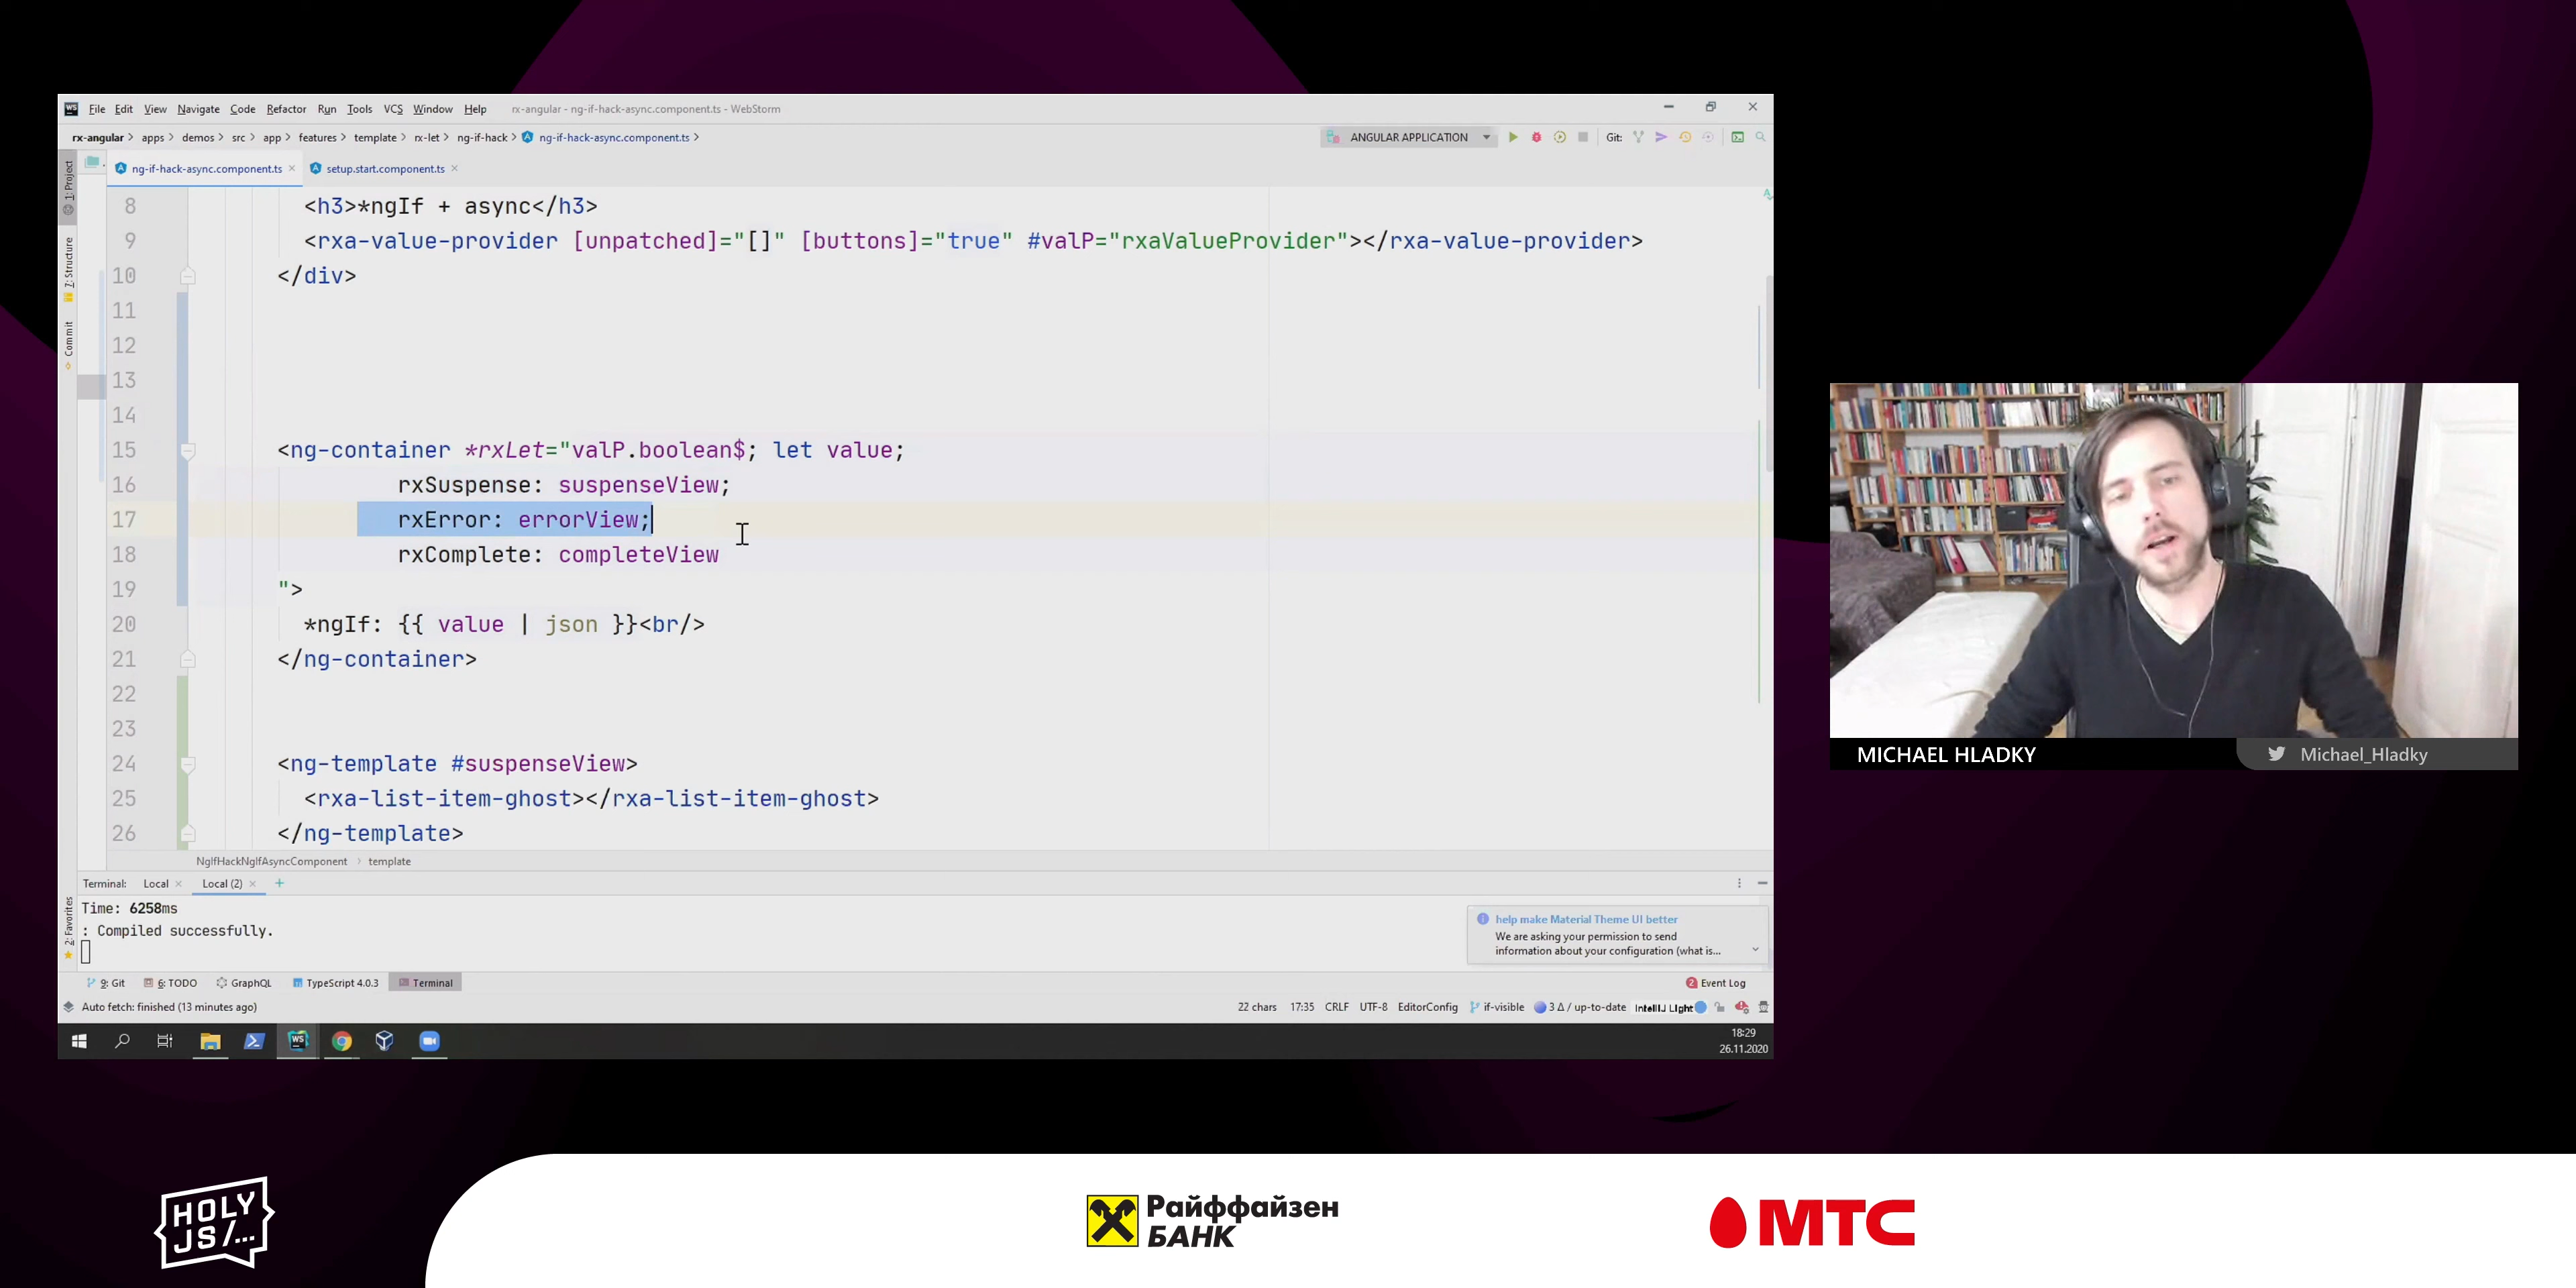 File Edit View Navigate Code Refactor Run Tools VCS Window Help rx-angular - ng-if-hack-async.component.ts - WebStorm
rx-angular > apps > demos > src > app > features > template > rx-let > ng-if-hack > ng-if-hack-async.component.ts > ANGULAR APPLICATION Git:
ng-if-hack-async.component.ts × setup.start.component.ts ×
1: Project
7: Structure
Commit
2: Favorites
8 <h3>*ngIf + async</h3>
9 <rxa-value-provider [unpatched]="[]" [buttons]="true" #valP="rxaValueProvider"></rxa-value-provider>
10 </div>
11
12
13
14
15 <ng-container *rxLet="valP.boolean$; let value;
16 rxSuspense: suspenseView;
17 rxError: errorView;
18 rxComplete: completeView
19 ">
20 *ngIf: {{ value | json }}<br/>
21 </ng-container>
22
23
24 <ng-template #suspenseView>
25 <rxa-list-item-ghost></rxa-list-item-ghost>
26 </ng-template>
NgIfHackNgIfAsyncComponent > template
Terminal: Local × Local (2) × +
Time: 6258ms
: Compiled successfully.
help make Material Theme UI better
We are asking your permission to send
information about your configuration (what is...
9: Git 6: TODO GraphQL TypeScript 4.0.3 Terminal 2 Event Log
Auto fetch: finished (13 minutes ago) 22 chars 17:35 CRLF UTF-8 EditorConfig if-visible 3 Δ / up-to-date IntelliJ Light
18:29
26.11.2020
MICHAEL HLADKY Michael_Hladky
HOLY
JS/...
Райффайзен
БАНК
МТС